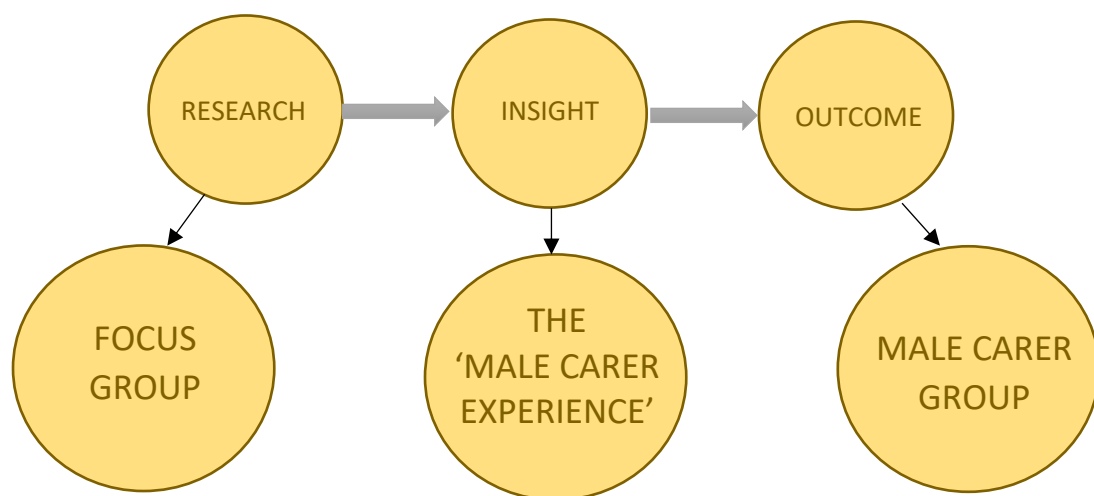 RESEARCH
INSIGHT
OUTCOME
FOCUS
GROUP
THE
‘MALE CARER
EXPERIENCE’
MALE CARER
GROUP